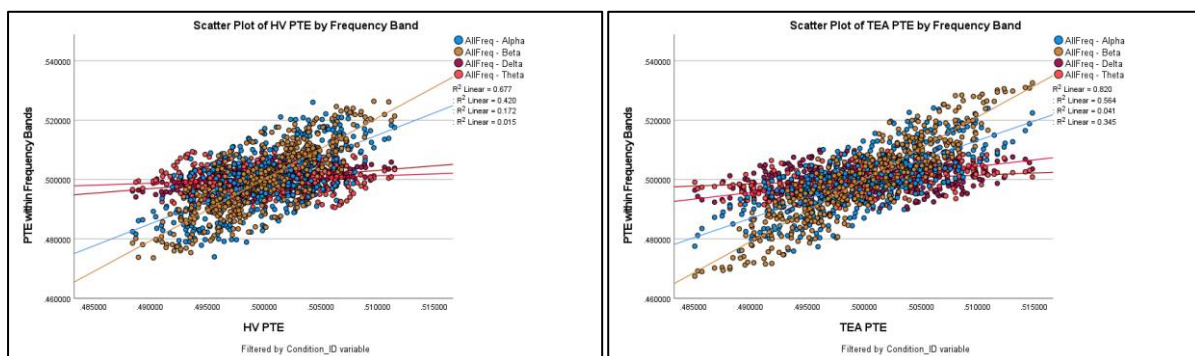 Scatter Plot of HV PTE by Frequency Band
AllFreq - Alpha
AllFreq - Beta
AllFreq - Delta
AllFreq - Theta
R² Linear = 0.677
: R² Linear = 0.420
: R² Linear = 0.172
: R² Linear = 0.015
PTE within Frequency Bands
.540000
.520000
.500000
.480000
.460000
.485000 .490000 .495000 .500000 .505000 .510000 .515000
HV PTE
Filtered by Condition_ID variable
Scatter Plot of TEA PTE by Frequency Band
AllFreq - Alpha
AllFreq - Beta
AllFreq - Delta
AllFreq - Theta
R² Linear = 0.820
: R² Linear = 0.564
: R² Linear = 0.041
: R² Linear = 0.345
PTE within Frequency Bands
.540000
.520000
.500000
.480000
.460000
.485000 .490000 .495000 .500000 .505000 .510000 .515000
TEA PTE
Filtered by Condition_ID variable